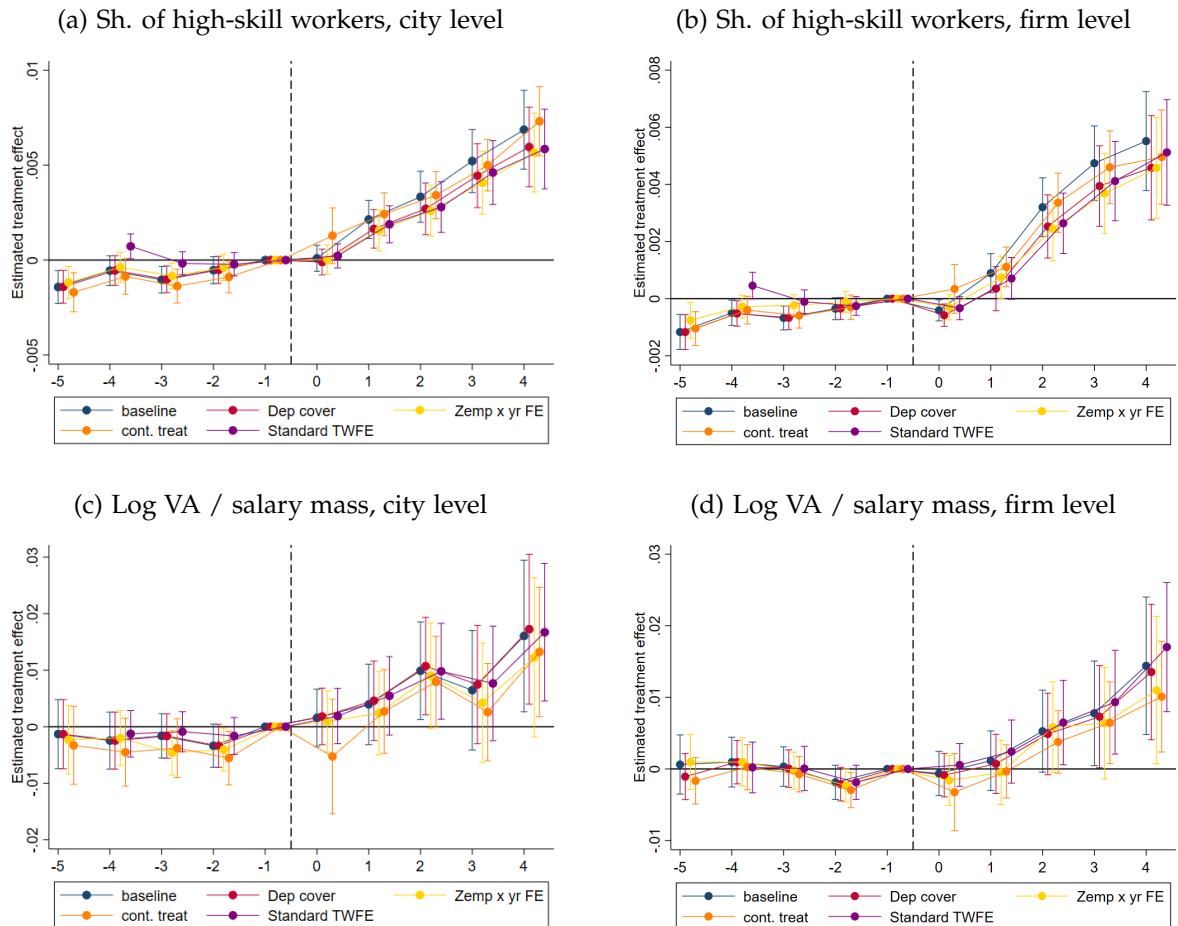 (a) Sh. of high-skill workers, city level
Estimated treatment effect
.01
.005
0
-.005
-5 -4 -3 -2 -1 0 1 2 3 4
baseline Dep cover Zemp x yr FE
cont. treat Standard TWFE
(b) Sh. of high-skill workers, firm level
Estimated treatment effect
.008
.006
.004
.002
0
-.002
-5 -4 -3 -2 -1 0 1 2 3 4
baseline Dep cover Zemp x yr FE
cont. treat Standard TWFE
(c) Log VA / salary mass, city level
Estimated treatment effect
.03
.02
.01
0
-.01
-.02
-5 -4 -3 -2 -1 0 1 2 3 4
baseline Dep cover Zemp x yr FE
cont. treat Standard TWFE
(d) Log VA / salary mass, firm level
Estimated treatment effect
.03
.02
.01
0
-.01
-5 -4 -3 -2 -1 0 1 2 3 4
baseline Dep cover Zemp x yr FE
cont. treat Standard TWFE